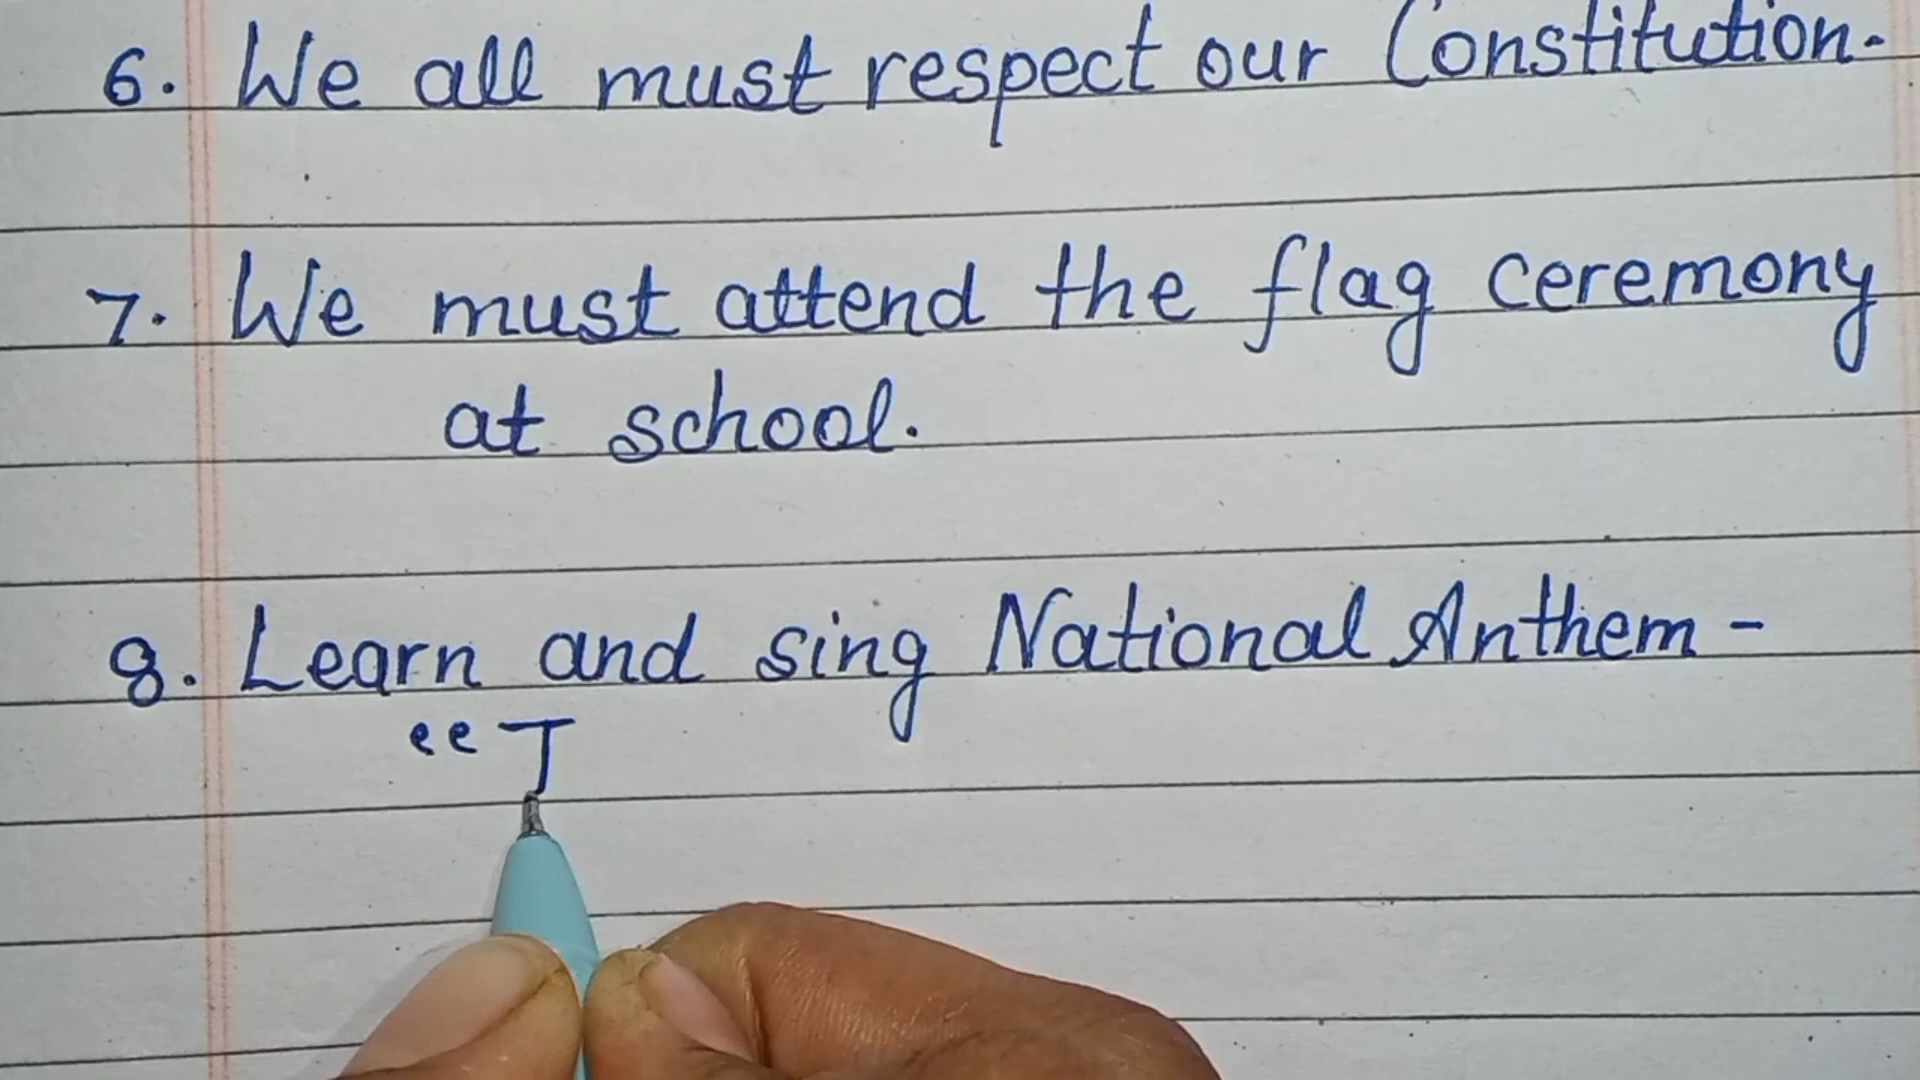 6. We all must respect our Constitution.
7. We must attend the flag ceremony
at school.
8. Learn and sing National Anthem -
“J